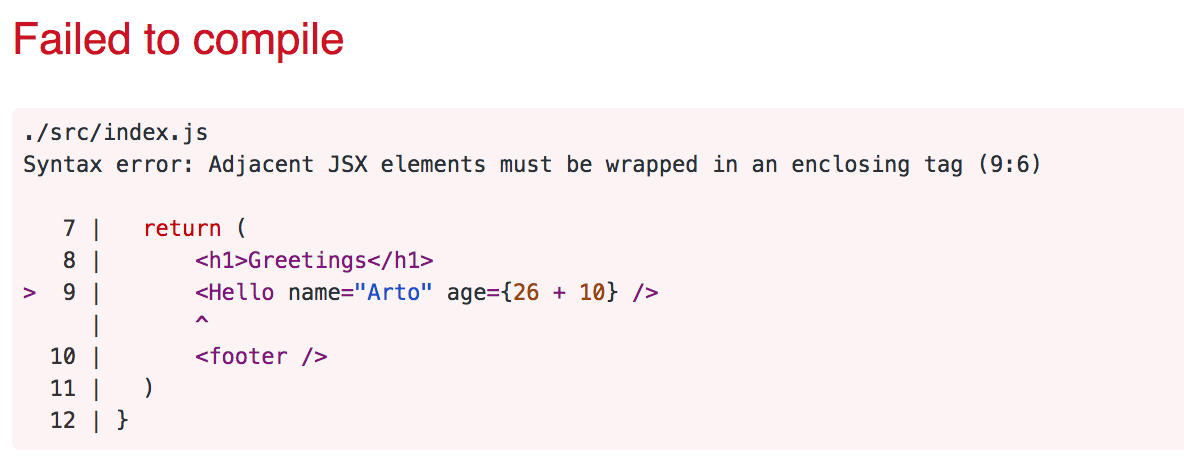 Failed to compile
./src/index.js
Syntax error: Adjacent JSX elements must be wrapped in an enclosing tag (9:6)
   7 |   return (
   8 |       <h1>Greetings</h1>
>  9 |       <Hello name="Arto" age={26 + 10} />
     |       ^
  10 |       <footer />
  11 |   )
  12 | }